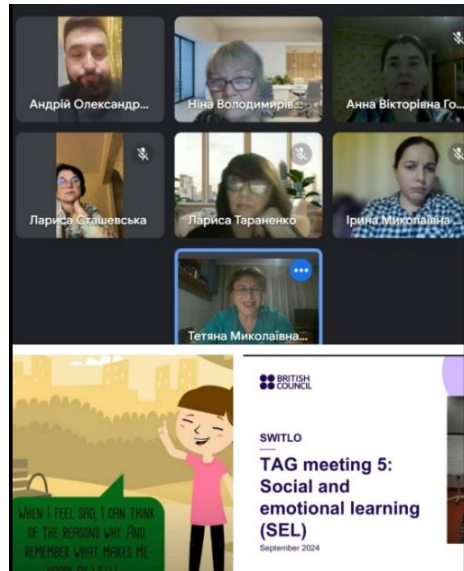 Андрій Олександр...
Ніна Володимирів...
Анна Вікторівна Го...
Лариса Сташевська
Лариса Тараненко
Ірина Миколаївна ...
Тетяна Миколаївна...
WHEN I FEEL SAD, I CAN THINK
OF THE REASONS WHY. AND
REMEMBER WHAT MAKES ME
BRITISH
COUNCIL
SWITLO
TAG meeting 5:
Social and
emotional learning
(SEL)
September 2024